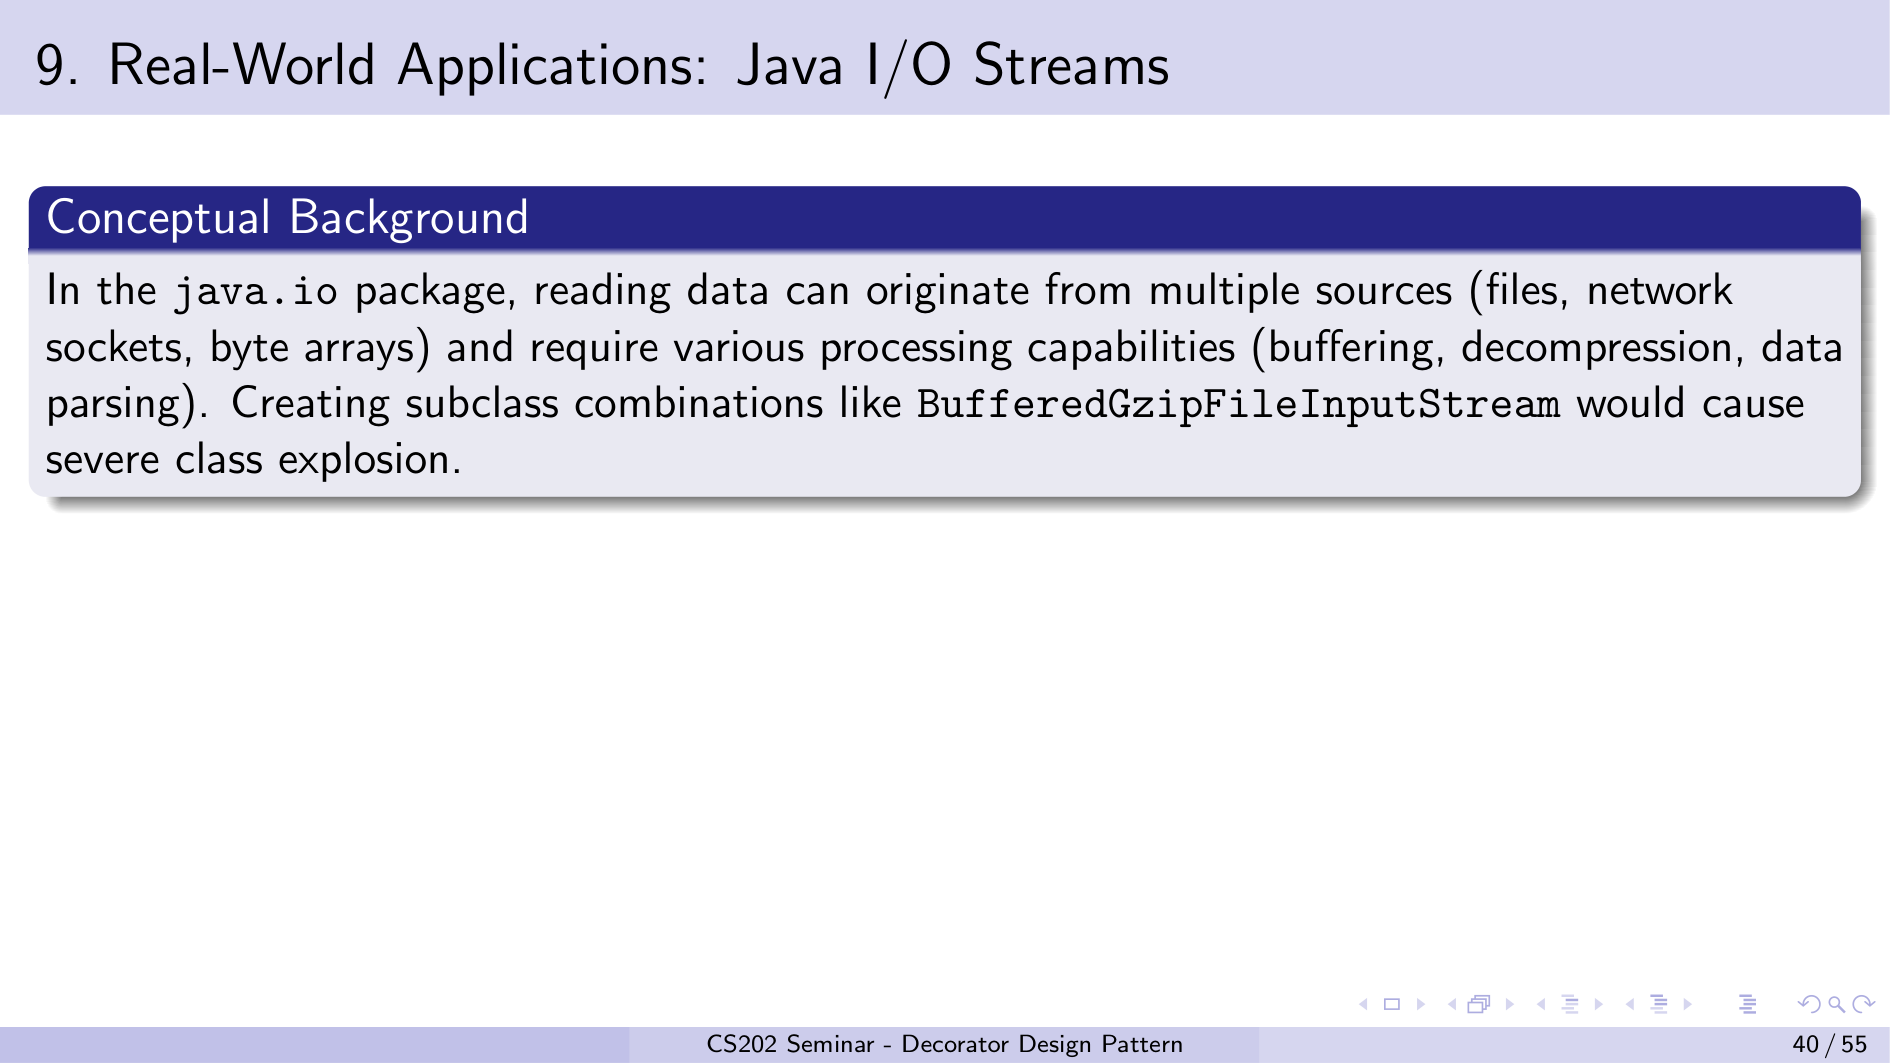 9. Real-World Applications: Java I/O Streams
Conceptual Background
In the java.io package, reading data can originate from multiple sources (files, network
sockets, byte arrays) and require various processing capabilities (buffering, decompression, data
parsing). Creating subclass combinations like BufferedGzipFileInputStream would cause
severe class explosion.
CS202 Seminar - Decorator Design Pattern
40 / 55